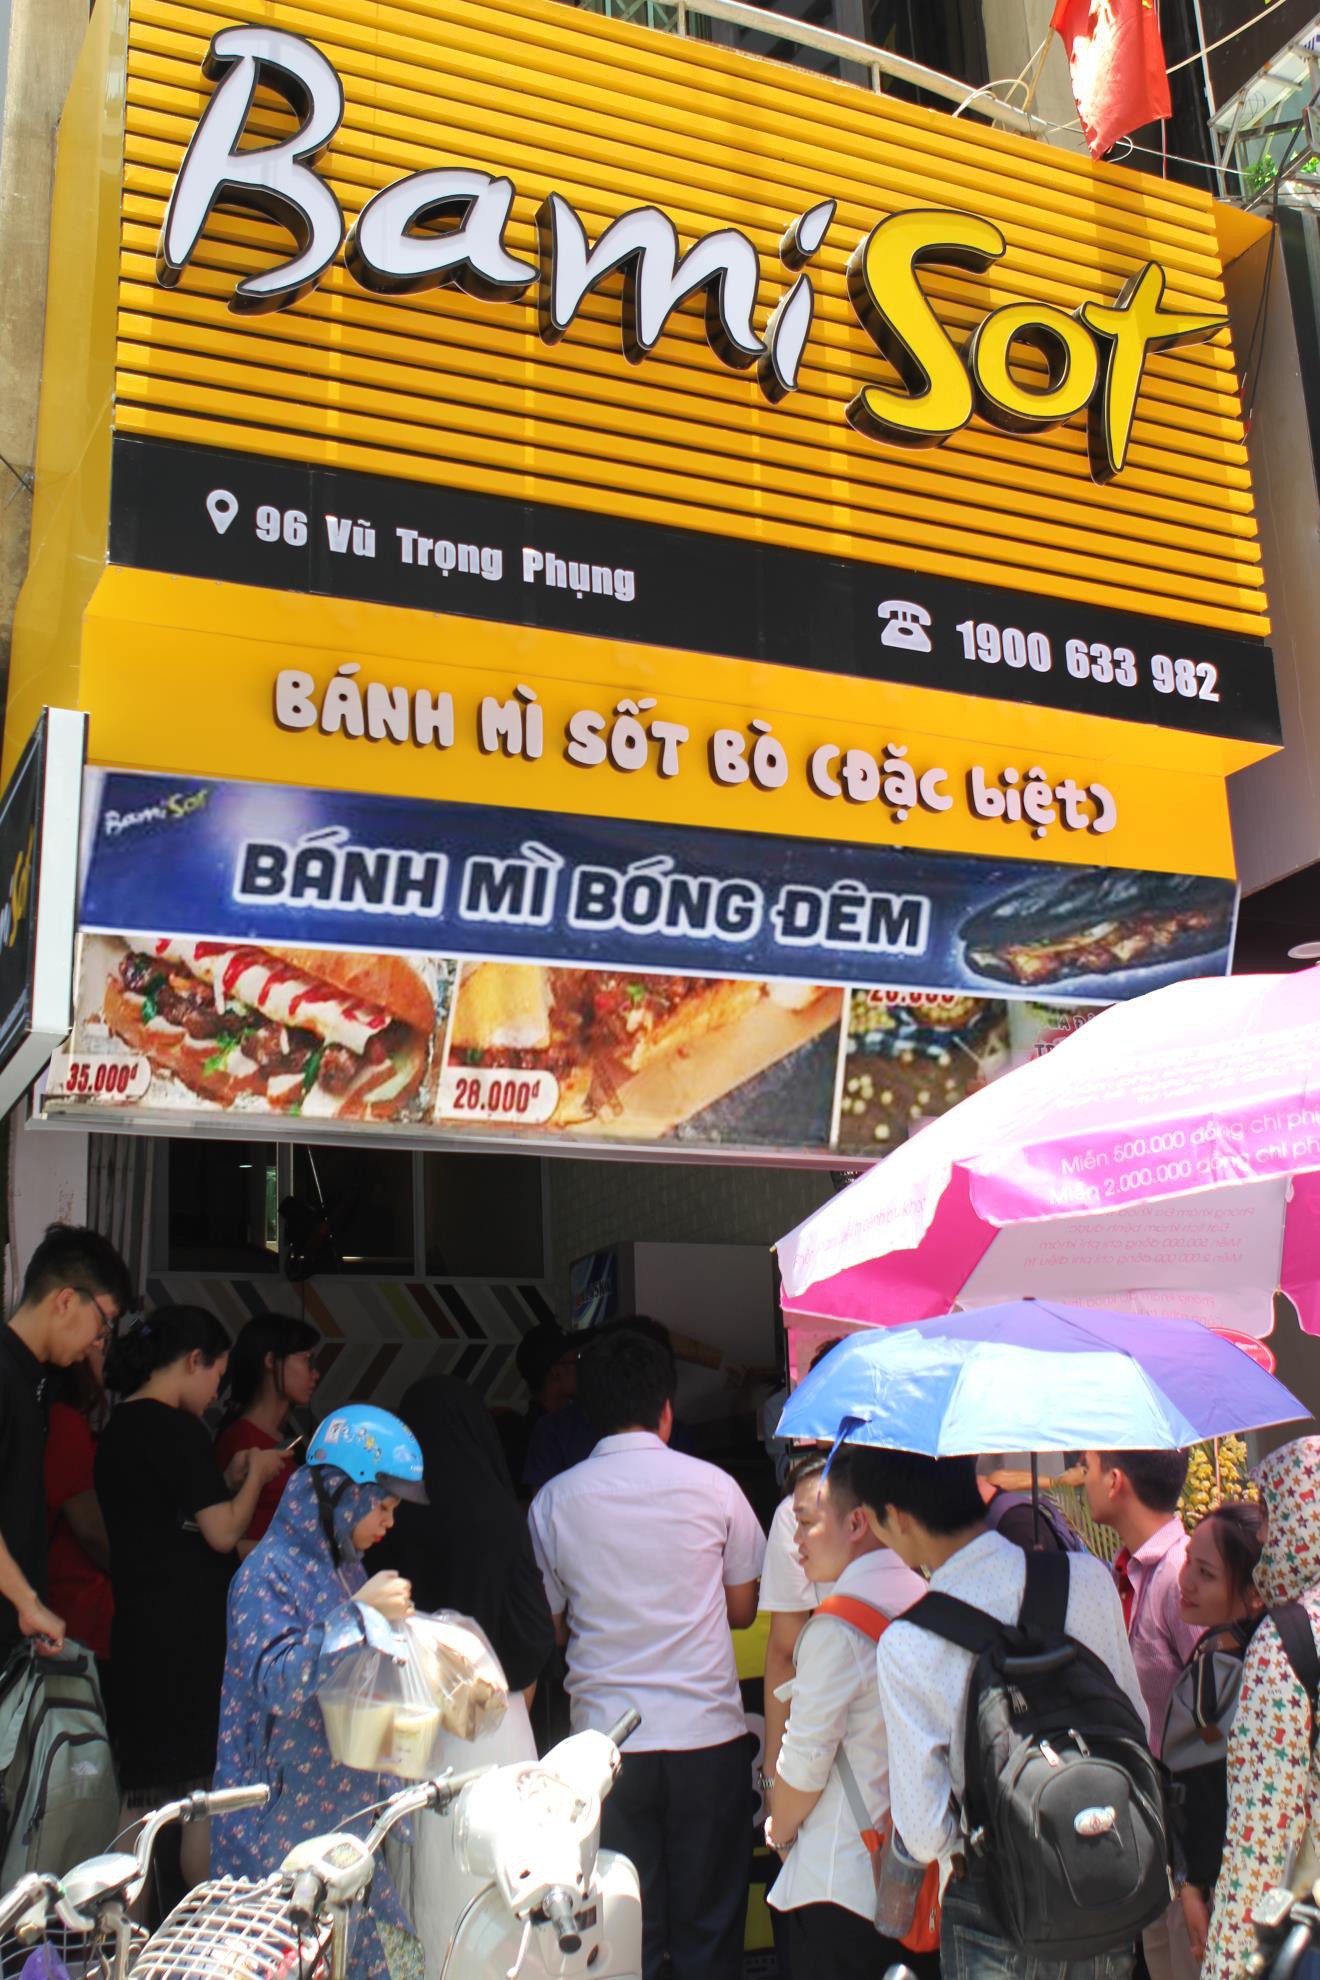 Bami Sot
96 Vũ Trọng Phụng
1900 633 982
BÁNH MÌ SỐT BÒ (Đặc biệt)
Bami Sot
BÁNH MÌ BÓNG ĐÊM
35.000đ
28.000đ
Miễn 500.000 đồng chi phí
Miễn 2.000.000 đồng chi phí